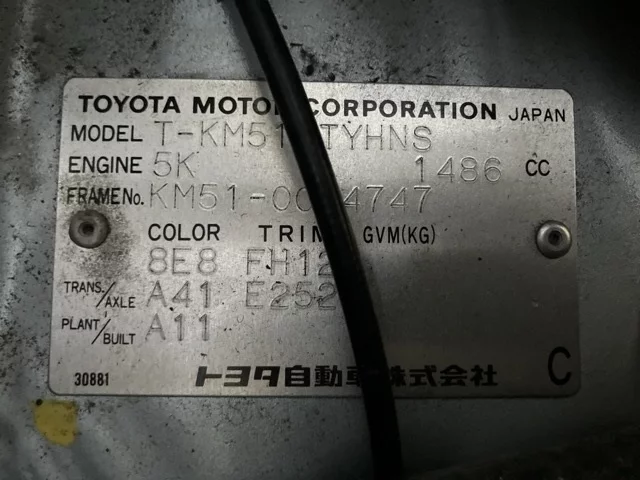 TOYOTA MOTOR CORPORATION JAPAN
MODEL T-KM51 TYHNS
ENGINE 5K 1486 CC
FRAME No. KM51-00 4747
COLOR TRIM GVM(KG)
8E8 FH12
TRANS./AXLE A41 E252
PLANT/BUILT A11
30881 トヨタ自動車株式会社 C